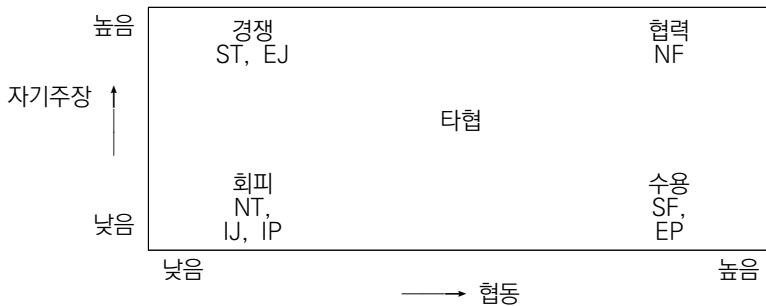 높음
경쟁
ST, EJ
협력
NF
자기주장
타협
회피
NT,
IJ, IP
수용
SF,
EP
낮음
낮음
높음
협동